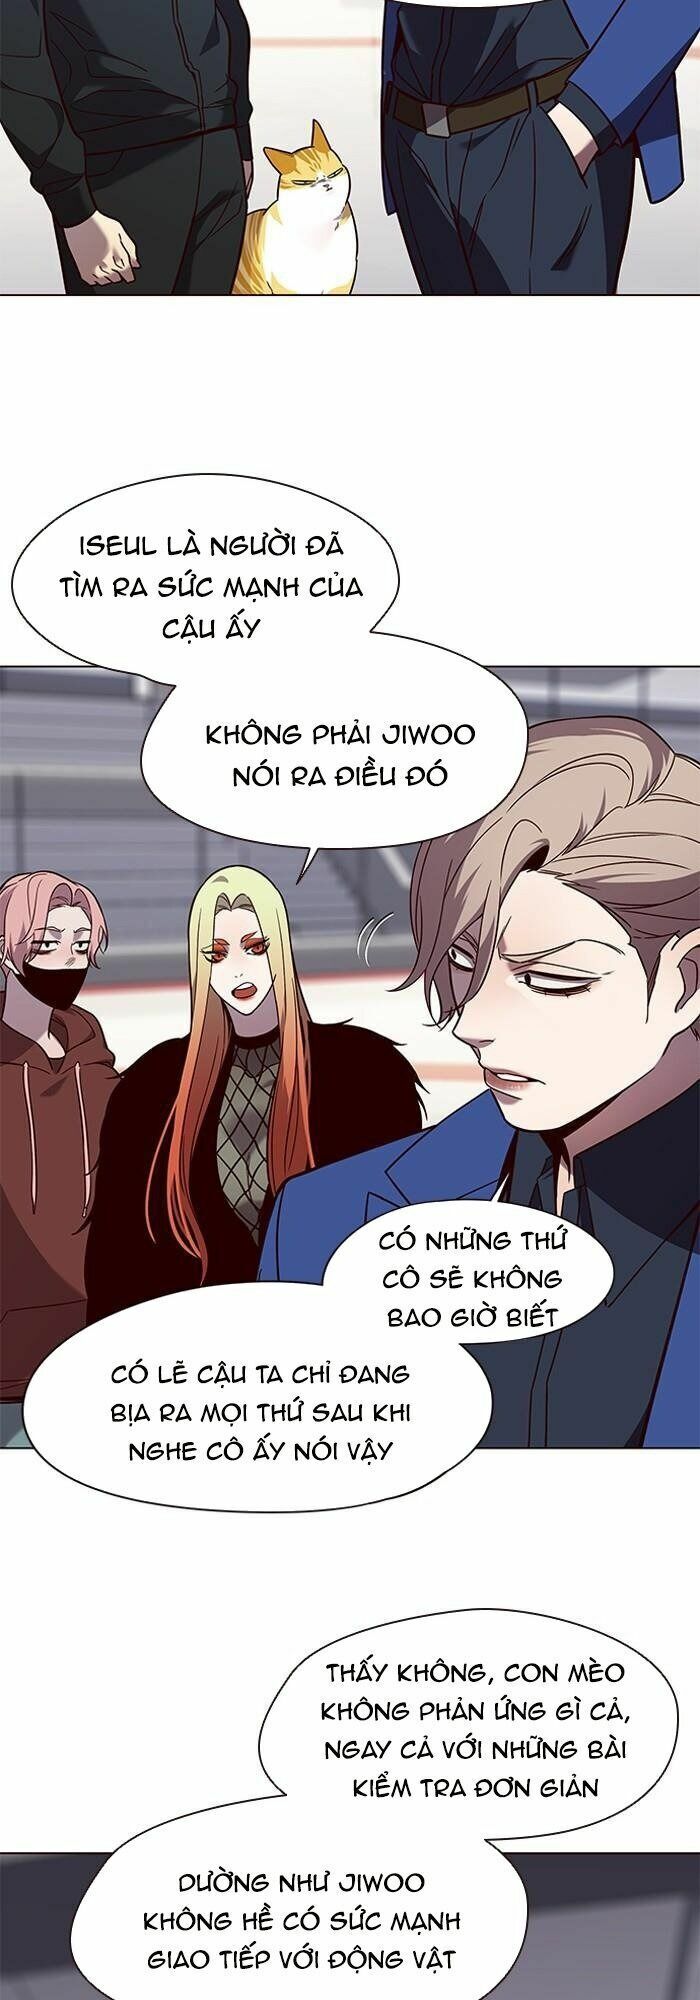 ISEUL LÀ NGƯỜI ĐÃ
TÌM RA SỨC MẠNH CỦA
CẬU ẤY
KHÔNG PHẢI JIWOO
NÓI RA ĐIỀU ĐÓ
CÓ NHỮNG THỨ
CÔ SẼ KHÔNG
BAO GIỜ BIẾT
CÓ LẼ CẬU TA CHỈ ĐANG
BỊA RA MỌI THỨ SAU KHI
NGHE CÔ ẤY NÓI VẬY
THẤY KHÔNG, CON MÈO
KHÔNG PHẢN ỨNG GÌ CẢ,
NGAY CẢ VỚI NHỮNG BÀI
KIỂM TRA ĐƠN GIẢN
DƯỜNG NHƯ JIWOO
KHÔNG HỀ CÓ SỨC MẠNH
GIAO TIẾP VỚI ĐỘNG VẬT